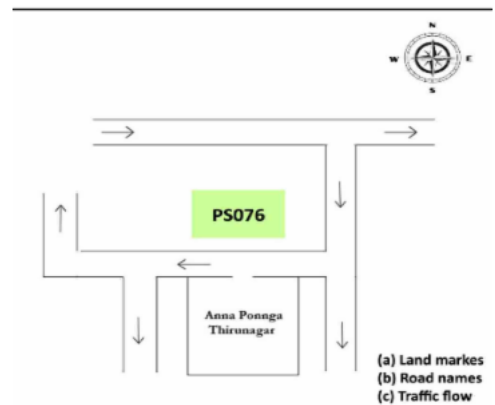 N
W E
S
PS076
Anna Ponnga
Thirunagar
(a) Land markes
(b) Road names
(c) Traffic flow